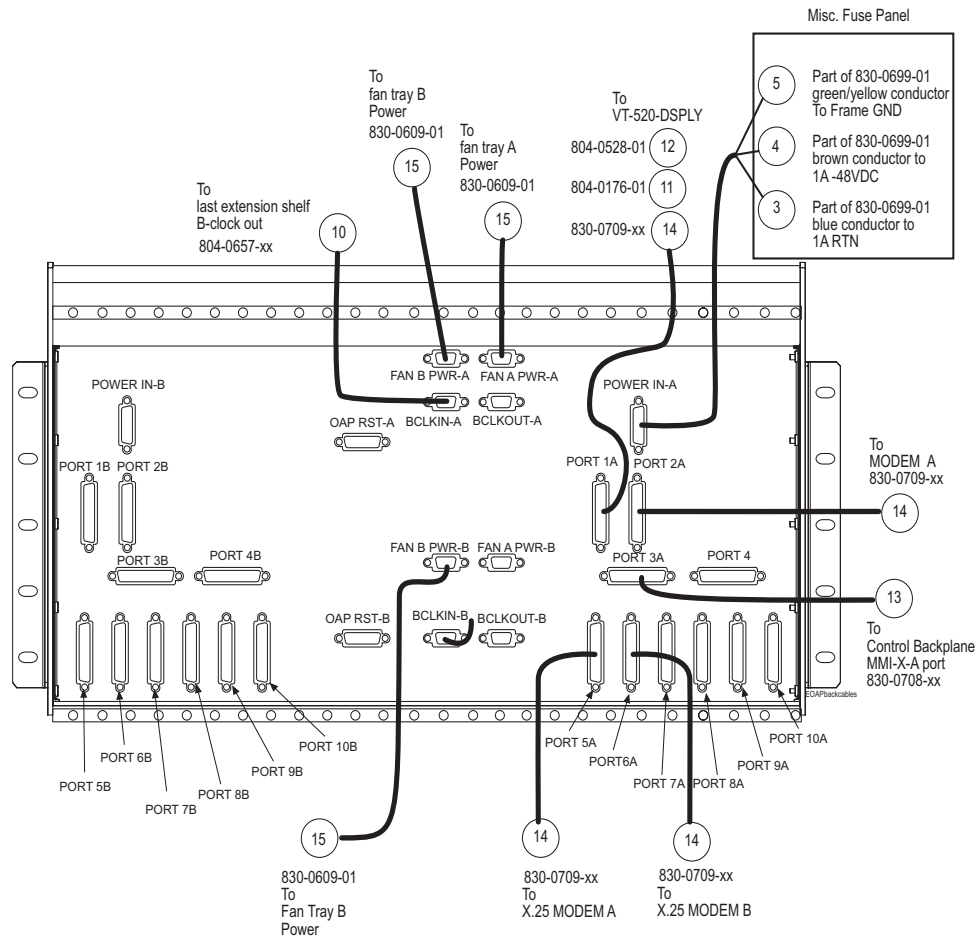 Misc. Fuse Panel
5
Part of 830-0699-01
green/yellow conductor
To Frame GND
4
Part of 830-0699-01
brown conductor to
1A -48VDC
3
Part of 830-0699-01
blue conductor to
1A RTN
To
fan tray B
Power
830-0609-01
15
To
fan tray A
Power
830-0609-01
15
To
VT-520-DSPLY
804-0528-01
12
804-0176-01
11
830-0709-xx
14
To
last extension shelf
B-clock out
804-0657-xx
10
FAN B PWR-A
FAN A PWR-A
POWER IN-B
POWER IN-A
OAP RST-A
BCLKIN-A
BCLKOUT-A
PORT 1B
PORT 2B
PORT 1A
PORT 2A
To
MODEM A
830-0709-xx
14
FAN B PWR-B
FAN A PWR-B
PORT 3B
PORT 4B
PORT 3A
PORT 4
13
To
Control Backplane
MMI-X-A port
830-0708-xx
OAP RST-B
BCLKIN-B
BCLKOUT-B
EOAPbackcables
PORT 5B
PORT 6B
PORT 7B
PORT 8B
PORT 9B
PORT 10B
PORT 5A
PORT6A
PORT 7A
PORT 8A
PORT 9A
PORT 10A
15
830-0609-01
To
Fan Tray B
Power
14
830-0709-xx
To
X.25 MODEM A
14
830-0709-xx
To
X.25 MODEM B